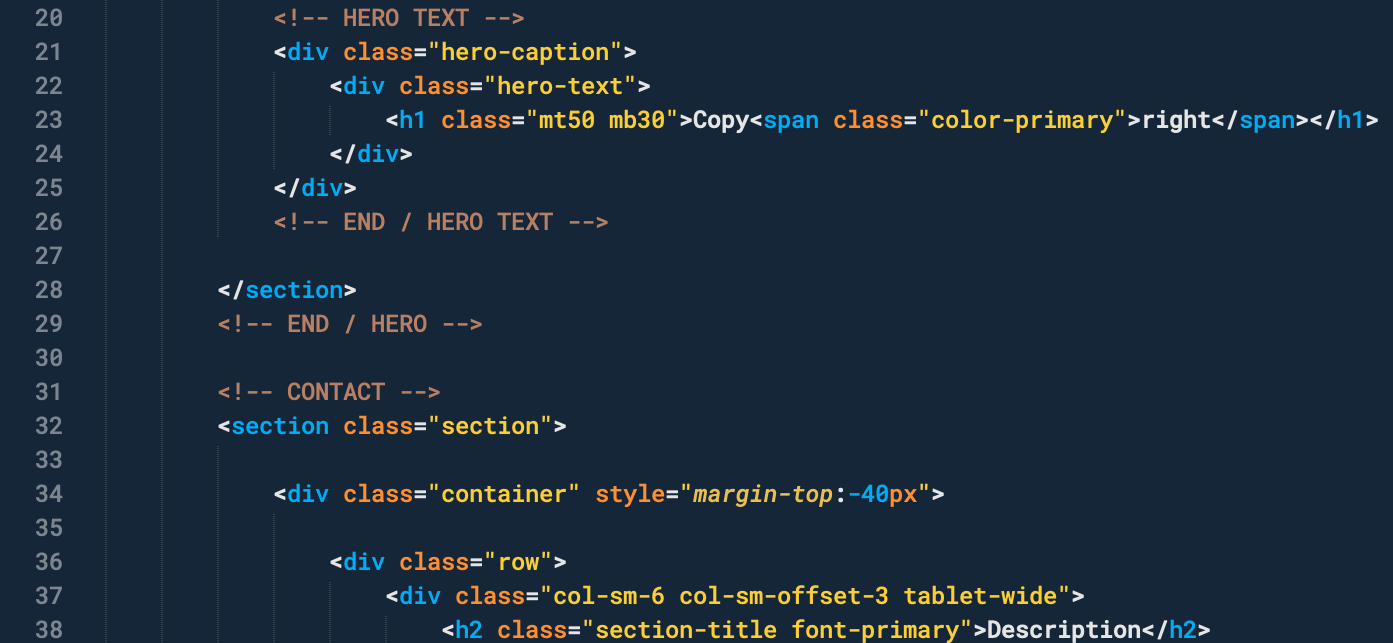 20 <!-- HERO TEXT -->
21 <div class="hero-caption">
22 <div class="hero-text">
23 <h1 class="mt50 mb30">Copy<span class="color-primary">right</span></h1>
24 </div>
25 </div>
26 <!-- END / HERO TEXT -->
27
28 </section>
29 <!-- END / HERO -->
30
31 <!-- CONTACT -->
32 <section class="section">
33
34 <div class="container" style="margin-top:-40px">
35
36 <div class="row">
37 <div class="col-sm-6 col-sm-offset-3 tablet-wide">
38 <h2 class="section-title font-primary">Description</h2>